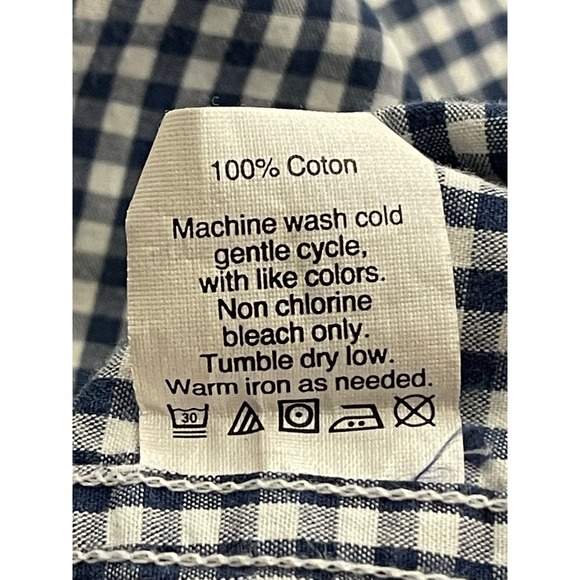 100% Coton
Machine wash cold
gentle cycle,
with like colors.
Non chlorine
bleach only.
Tumble dry low.
Warm iron as needed.
30